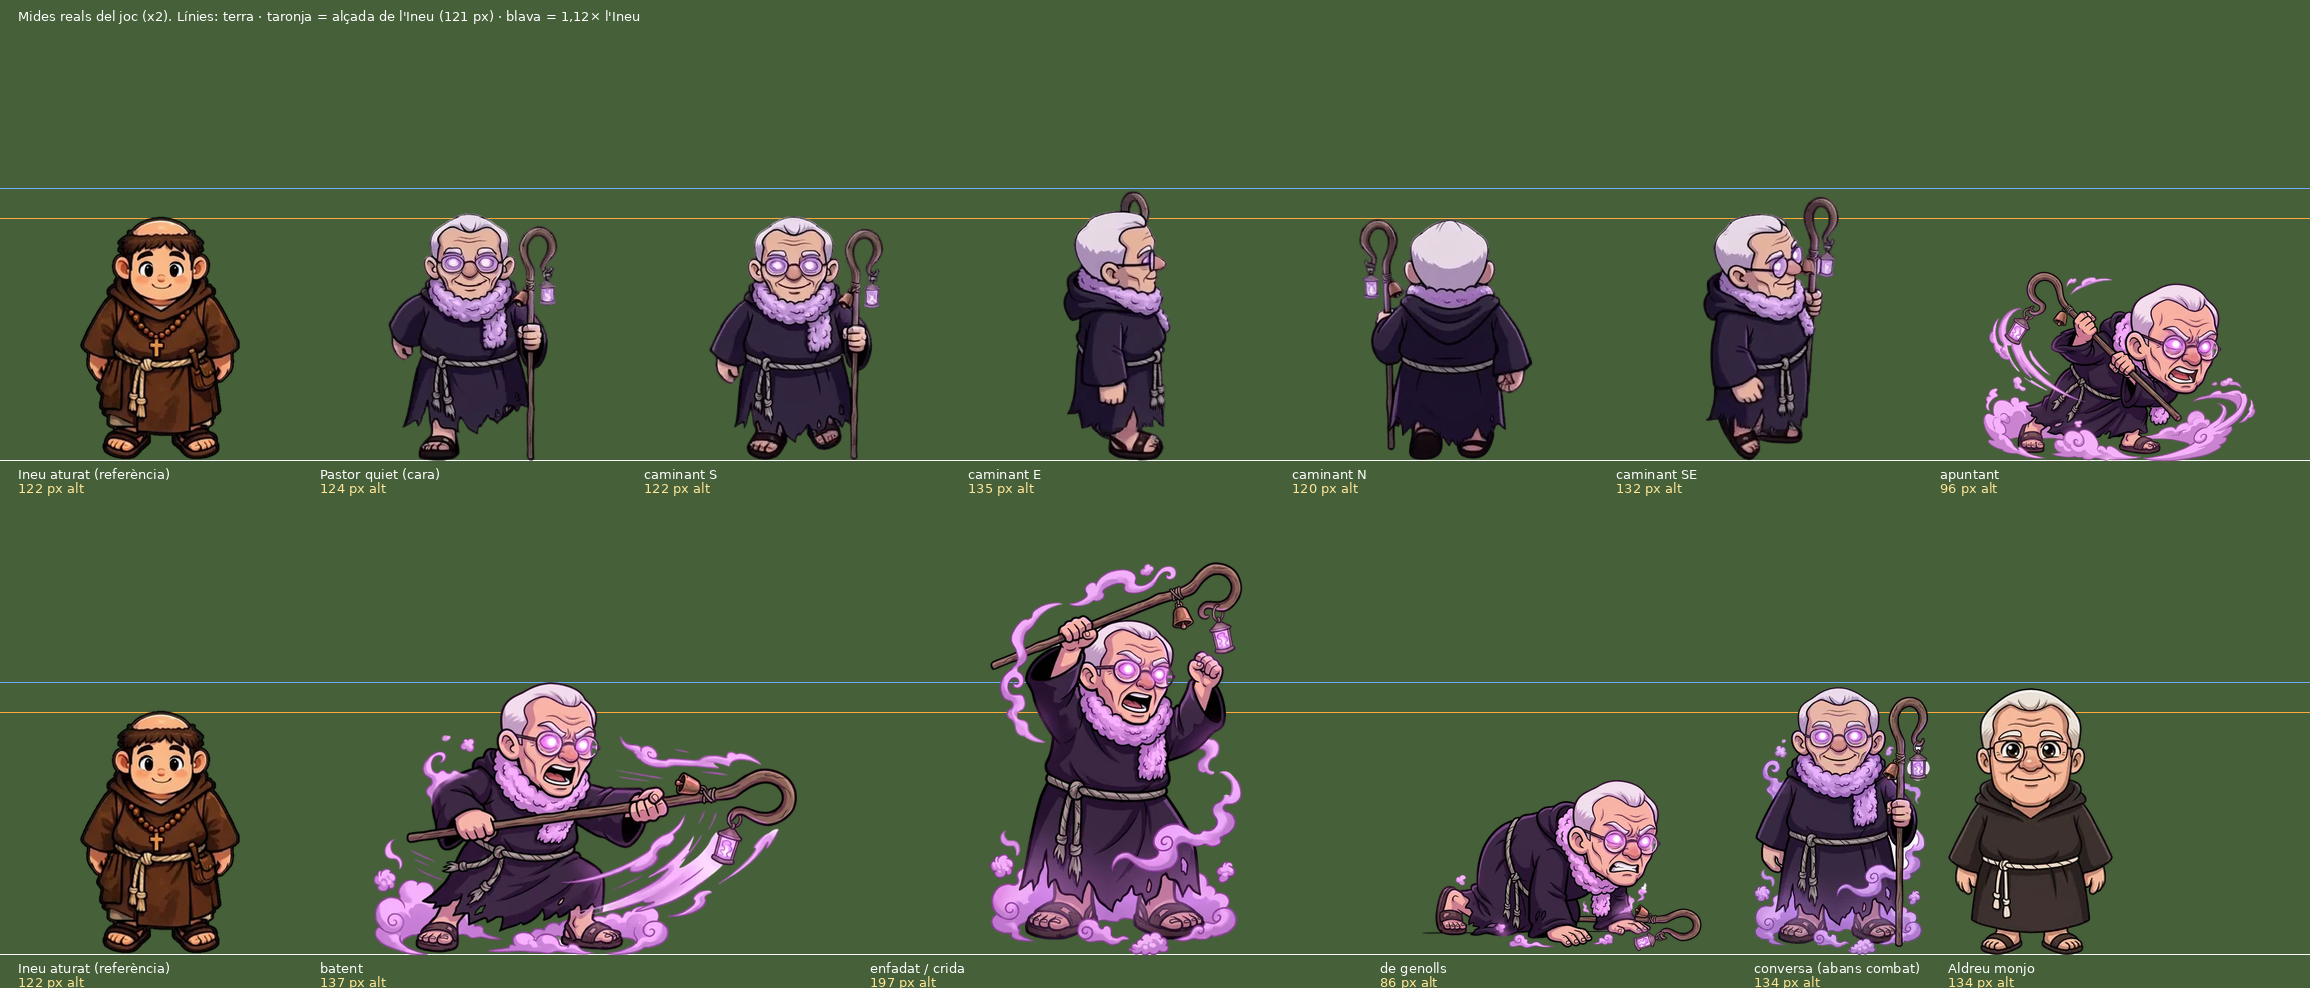 Mides reals del joc (x2). Línies: terra · taronja = alçada de l'Ineu (121 px) · blava = 1,12× l'Ineu
Ineu aturat (referència)
122 px alt
Pastor quiet (cara)
124 px alt
caminant S
122 px alt
caminant E
135 px alt
caminant N
120 px alt
caminant SE
132 px alt
apuntant
96 px alt
Ineu aturat (referència)
122 px alt
batent
137 px alt
enfadat / crida
197 px alt
de genolls
86 px alt
conversa (abans combat)
134 px alt
Aldreu monjo
134 px alt